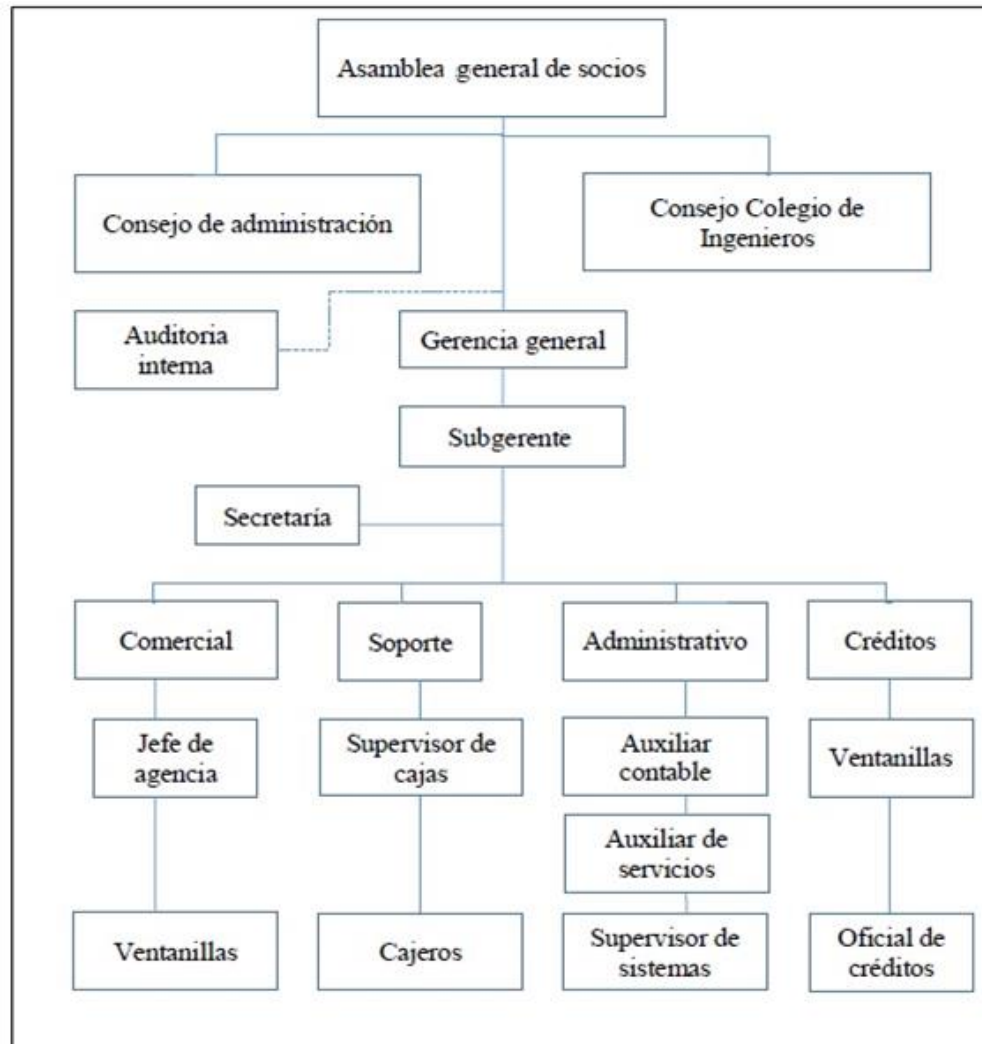 Asamblea general de socios
Consejo de administración
Consejo Colegio de
Ingenieros
Auditoria
interna
Gerencia general
Subgerente
Secretaría
Comercial
Soporte
Administrativo
Créditos
Jefe de
agencia
Supervisor de
cajas
Auxiliar
contable
Ventanillas
Auxiliar de
servicios
Ventanillas
Cajeros
Supervisor de
sistemas
Oficial de
créditos